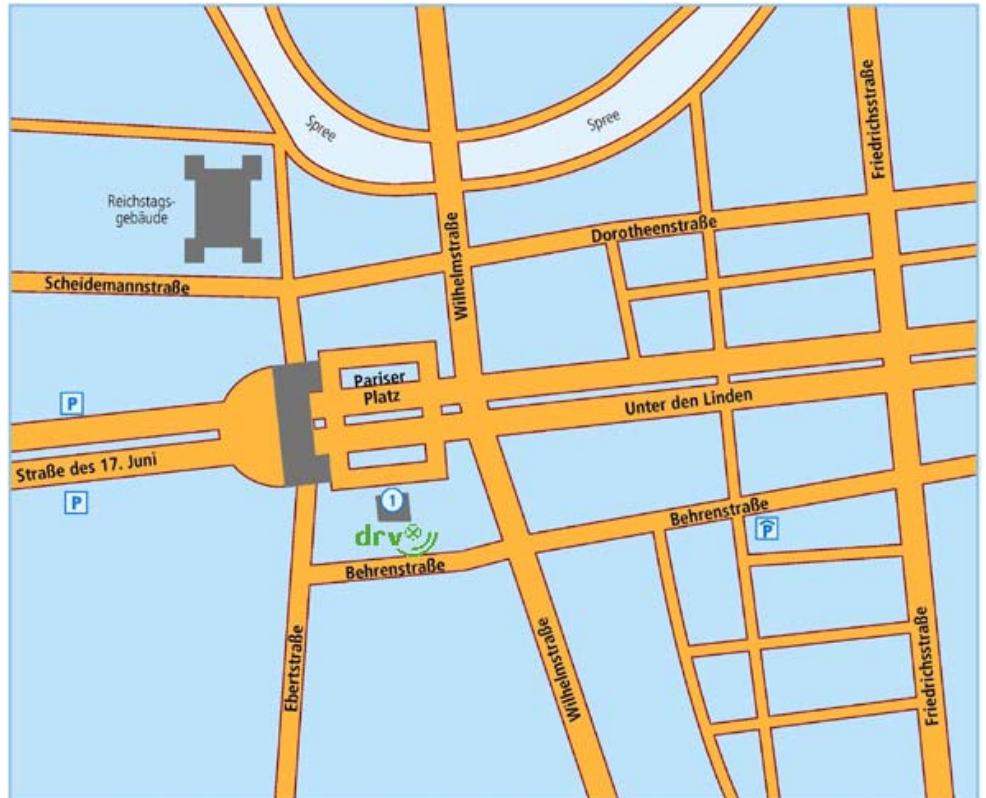 Spree
Spree
Friedrichsstraße
Reichstags-
gebäude
Wilhelmstraße
Dorotheenstraße
Scheidemannstraße
Pariser
Platz
P
Unter den Linden
Straße des 17. Juni
P
1
Behrenstraße
P
drv
Behrenstraße
Ebertstraße
Wilhelmstraße
Friedrichsstraße